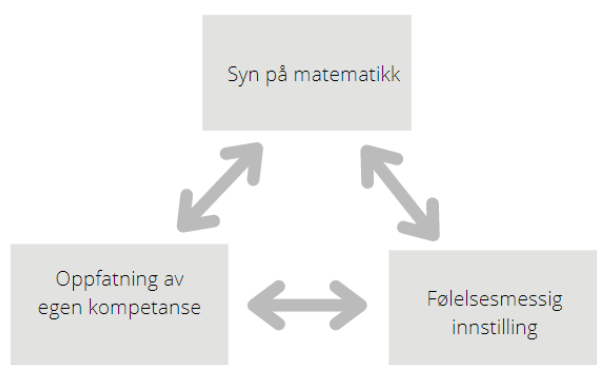 Syn på matematikk
Oppfatning av
egen kompetanse
Følelsesmessig
innstilling